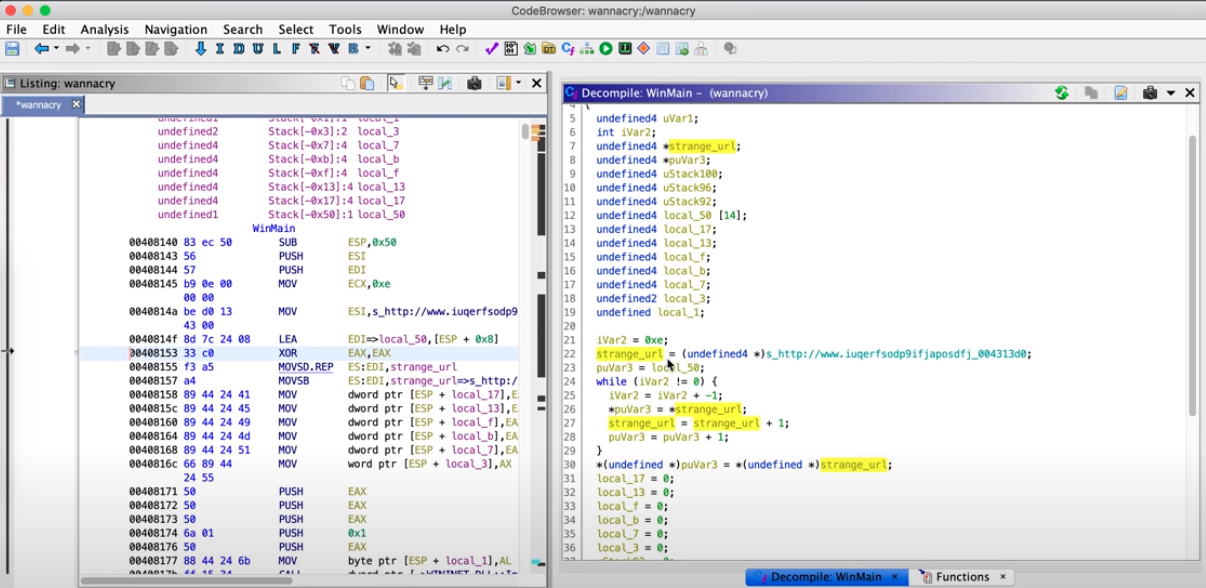 CodeBrowser: wannacry:/wannacry
File Edit Analysis Navigation Search Select Tools Window Help
I D U L F B
Listing: wannacry
*wannacry
undefined2 Stack[-0x3]:2 local_3
undefined4 Stack[-0x7]:4 local_7
undefined4 Stack[-0xb]:4 local_b
undefined4 Stack[-0xf]:4 local_f
undefined4 Stack[-0x13]:4 local_13
undefined4 Stack[-0x17]:4 local_17
undefined1 Stack[-0x50]:1 local_50
WinMain
00408140 83 ec 50 SUB ESP,0x50
00408143 56 PUSH ESI
00408144 57 PUSH EDI
00408145 b9 0e 00 MOV ECX,0xe
00 00
0040814a be d0 13 MOV ESI,s_http://www.iuqerfsodp9
43 00
0040814f 8d 7c 24 08 LEA EDI=>local_50,[ESP + 0x8]
00408153 33 c0 XOR EAX,EAX
00408155 f3 a5 MOVSD.REP ES:EDI,strange_url
00408157 a4 MOVSB ES:EDI,strange_url=>s_http:/
00408158 89 44 24 41 MOV dword ptr [ESP + local_17],E
0040815c 89 44 24 45 MOV dword ptr [ESP + local_13],E
00408160 89 44 24 49 MOV dword ptr [ESP + local_f],EA
00408164 89 44 24 4d MOV dword ptr [ESP + local_b],EA
00408168 89 44 24 51 MOV dword ptr [ESP + local_7],EA
0040816c 66 89 44 MOV word ptr [ESP + local_3],AX
24 55
00408171 50 PUSH EAX
00408172 50 PUSH EAX
00408173 50 PUSH EAX
00408174 6a 01 PUSH 0x1
00408176 50 PUSH EAX
00408177 88 44 24 6b MOV byte ptr [ESP + local_1],AL
Decompile: WinMain - (wannacry)
4 {
5 undefined4 uVar1;
6 int iVar2;
7 undefined4 *strange_url;
8 undefined4 *puVar3;
9 undefined4 uStack100;
10 undefined4 uStack96;
11 undefined4 uStack92;
12 undefined4 local_50 [14];
13 undefined4 local_17;
14 undefined4 local_13;
15 undefined4 local_f;
16 undefined4 local_b;
17 undefined4 local_7;
18 undefined2 local_3;
19 undefined local_1;
20
21 iVar2 = 0xe;
22 strange_url = (undefined4 *)s_http://www.iuqerfsodp9ifjaposdfj_004313d0;
23 puVar3 = local_50;
24 while (iVar2 != 0) {
25 iVar2 = iVar2 + -1;
26 *puVar3 = *strange_url;
27 strange_url = strange_url + 1;
28 puVar3 = puVar3 + 1;
29 }
30 *(undefined *)puVar3 = *(undefined *)strange_url;
31 local_17 = 0;
32 local_13 = 0;
33 local_f = 0;
34 local_b = 0;
35 local_7 = 0;
36 local_3 = 0;
Decompile: WinMain × Functions ×